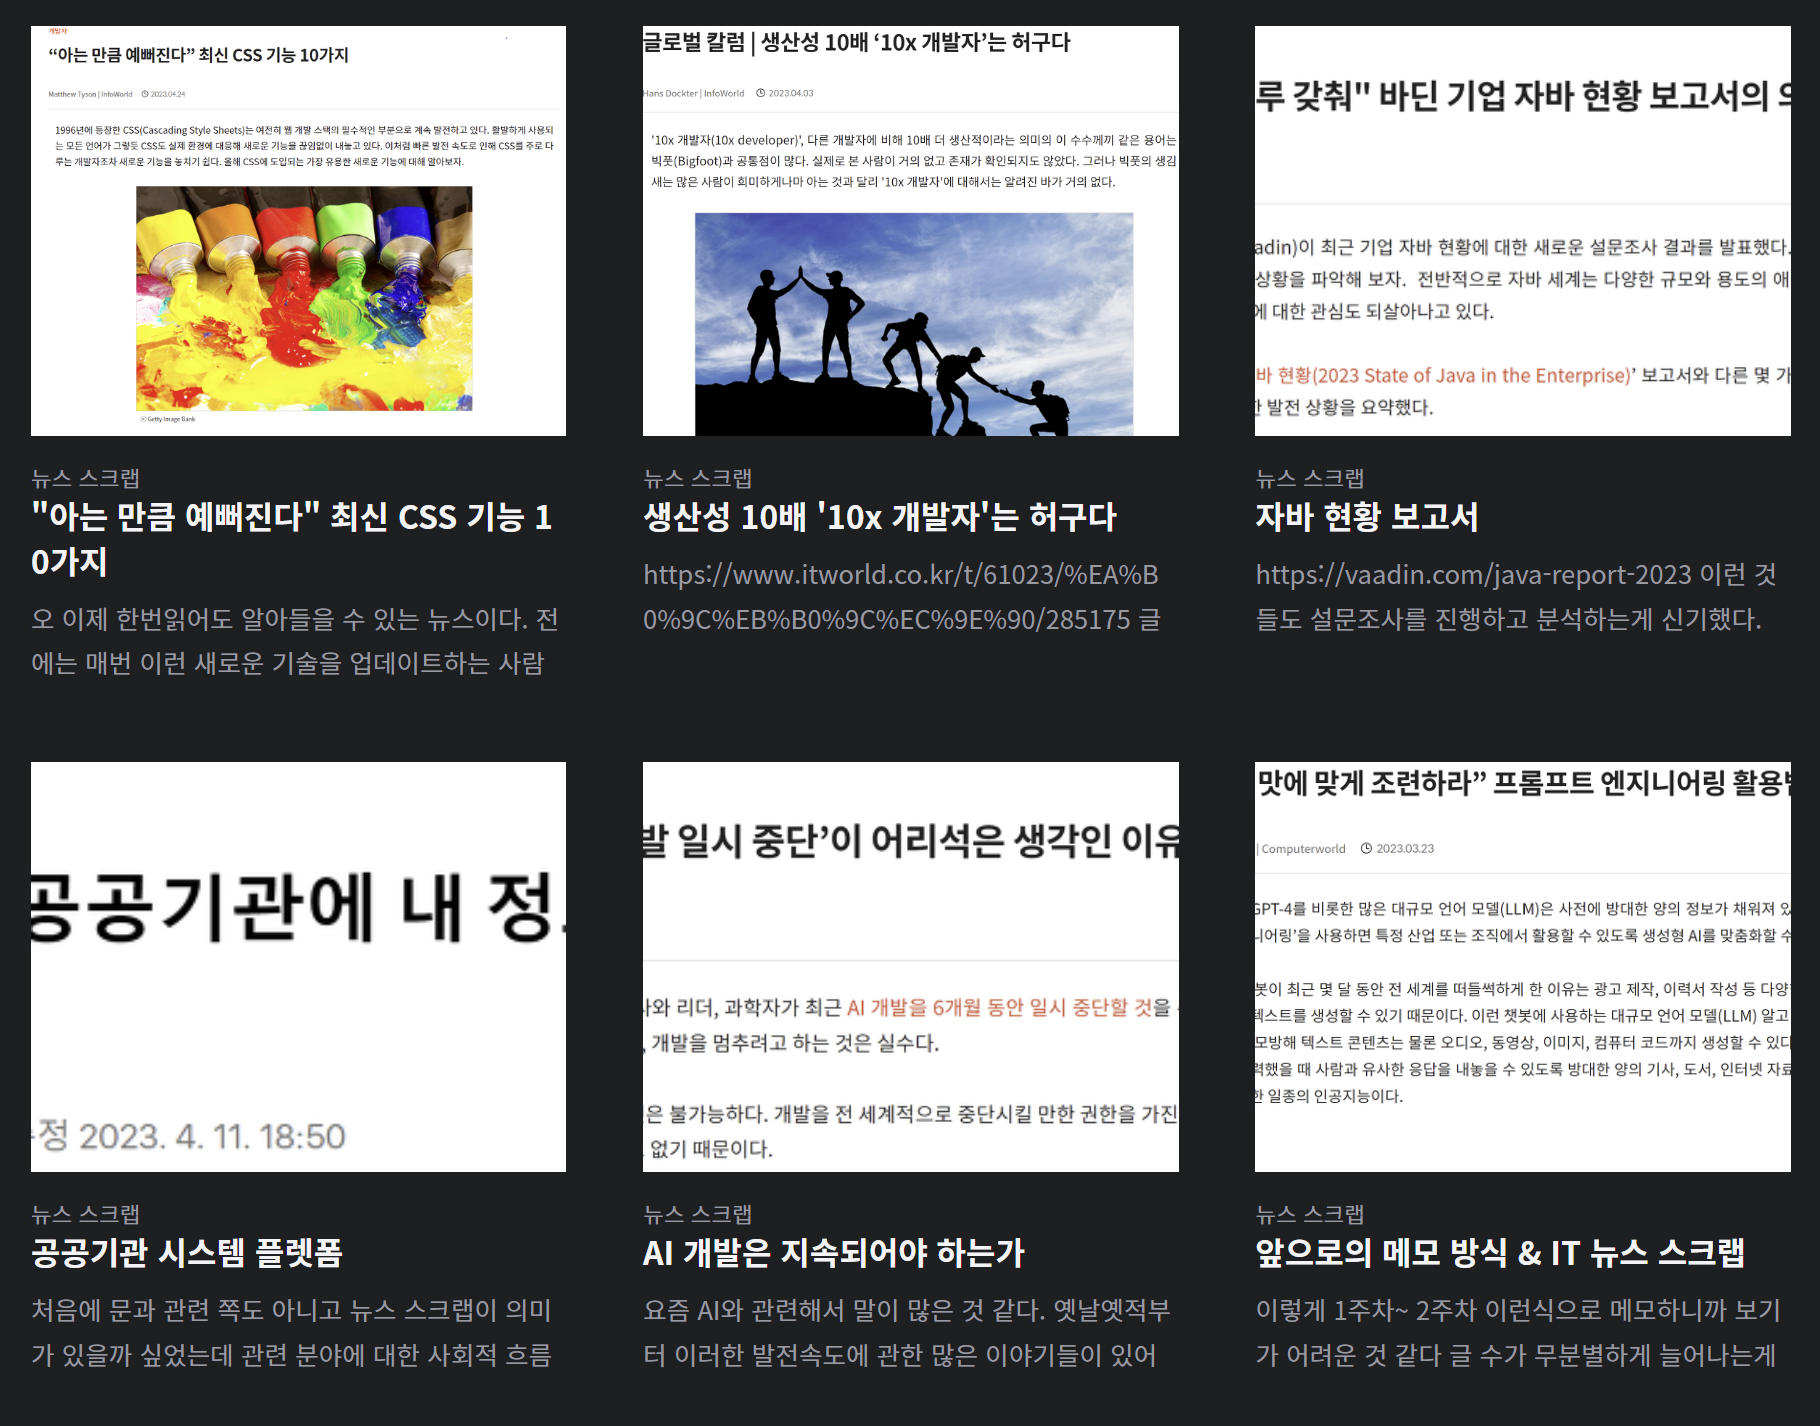 개발자
“아는 만큼 예뻐진다” 최신 CSS 기능 10가지
Matthew Tyson | InfoWorld 2023.04.24
1996년에 등장한 CSS(Cascading Style Sheets)는 여전히 웹 개발 스택의 필수적인 부분으로 계속 발전하고 있다. 활발하게 사용되
는 모든 언어가 그렇듯 CSS도 실제 환경에 대응해 새로운 기능을 끊임없이 내놓고 있다. 이처럼 빠른 발전 속도로 인해 CSS를 주로 다
루는 개발자조차 새로운 기능을 놓치기 쉽다. 올해 CSS에 도입되는 가장 유용한 새로운 기능에 대해 알아보자.
ⓒ Getty Image Bank
뉴스 스크랩
"아는 만큼 예뻐진다" 최신 CSS 기능 1
0가지
오 이제 한번읽어도 알아들을 수 있는 뉴스이다. 전
에는 매번 이런 새로운 기술을 업데이트하는 사람
글로벌 칼럼 | 생산성 10배 ‘10x 개발자’는 허구다
Hans Dockter | InfoWorld 2023.04.03
'10x 개발자(10x developer)', 다른 개발자에 비해 10배 더 생산적이라는 의미의 이 수수께끼 같은 용어는
빅풋(Bigfoot)과 공통점이 많다. 실제로 본 사람이 거의 없고 존재가 확인되지도 않았다. 그러나 빅풋의 생김
새는 많은 사람이 희미하게나마 아는 것과 달리 '10x 개발자'에 대해서는 알려진 바가 거의 없다.
뉴스 스크랩
생산성 10배 '10x 개발자'는 허구다
https://www.itworld.co.kr/t/61023/%EA%B
0%9C%EB%B0%9C%EC%9E%90/285175 글
루 갖춰" 바딘 기업 자바 현황 보고서의
adin)이 최근 기업 자바 현황에 대한 새로운 설문조사 결과를 발표했다.
상황을 파악해 보자. 전반적으로 자바 세계는 다양한 규모와 용도의 애
에 대한 관심도 되살아나고 있다.
바 현황(2023 State of Java in the Enterprise)’ 보고서와 다른 몇 가
한 발전 상황을 요약했다.
뉴스 스크랩
자바 현황 보고서
https://vaadin.com/java-report-2023 이런 것
들도 설문조사를 진행하고 분석하는게 신기했다.
공공기관에 내 정
정 2023. 4. 11. 18:50
뉴스 스크랩
공공기관 시스템 플렛폼
처음에 문과 관련 쪽도 아니고 뉴스 스크랩이 의미
가 있을까 싶었는데 관련 분야에 대한 사회적 흐름
발 일시 중단’이 어리석은 생각인 이유
사와 리더, 과학자가 최근 AI 개발을 6개월 동안 일시 중단할 것을
, 개발을 멈추려고 하는 것은 실수다.
은 불가능하다. 개발을 전 세계적으로 중단시킬 만한 권한을 가진
없기 때문이다.
뉴스 스크랩
AI 개발은 지속되어야 하는가
요즘 AI와 관련해서 말이 많은 것 같다. 옛날옛적부
터 이러한 발전속도에 관한 많은 이야기들이 있어
맛에 맞게 조련하라” 프롬프트 엔지니어링 활용법
| Computerworld 2023.03.23
GPT-4를 비롯한 많은 대규모 언어 모델(LLM)은 사전에 방대한 양의 정보가 채워져 있
니어링’을 사용하면 특정 산업 또는 조직에서 활용할 수 있도록 생성형 AI를 맞춤화할 수
봇이 최근 몇 달 동안 전 세계를 떠들썩하게 한 이유는 광고 제작, 이력서 작성 등 다양
텍스트를 생성할 수 있기 때문이다. 이런 챗봇에 사용하는 대규모 언어 모델(LLM) 알고
모방해 텍스트 콘텐츠는 물론 오디오, 동영상, 이미지, 컴퓨터 코드까지 생성할 수 있다
력했을 때 사람과 유사한 응답을 내놓을 수 있도록 방대한 양의 기사, 도서, 인터넷 자료
한 일종의 인공지능이다.
뉴스 스크랩
앞으로의 메모 방식 & IT 뉴스 스크랩
이렇게 1주차~ 2주차 이런식으로 메모하니까 보기
가 어려운 것 같다 글 수가 무분별하게 늘어나는게